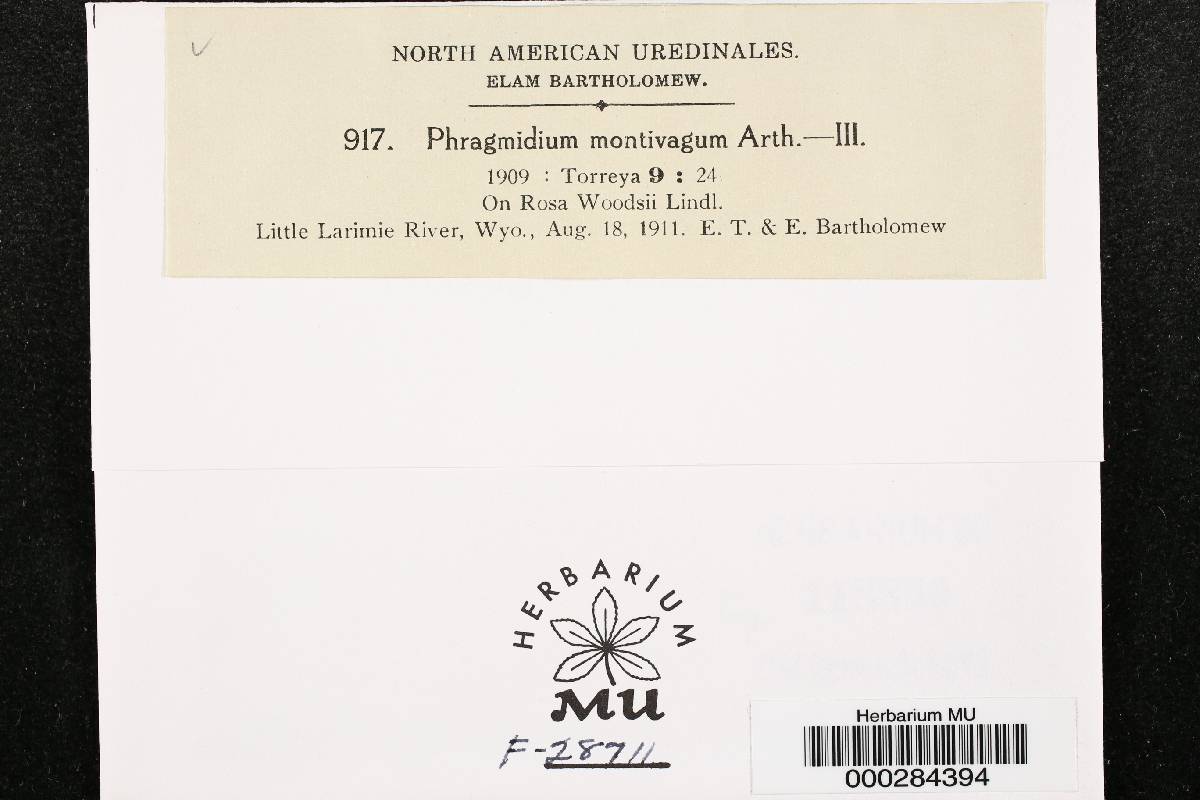 NORTH AMERICAN UREDINALES.
ELAM BARTHOLOMEW.
917. Phragmidium montivagum Arth.—III.
1909 : Torreya 9 : 24
On Rosa Woodsii Lindl.
Little Larimie River, Wyo., Aug. 18, 1911. E. T. & E. Bartholomew
HERBARIUM
MU
F-28711
Herbarium MU
000284394